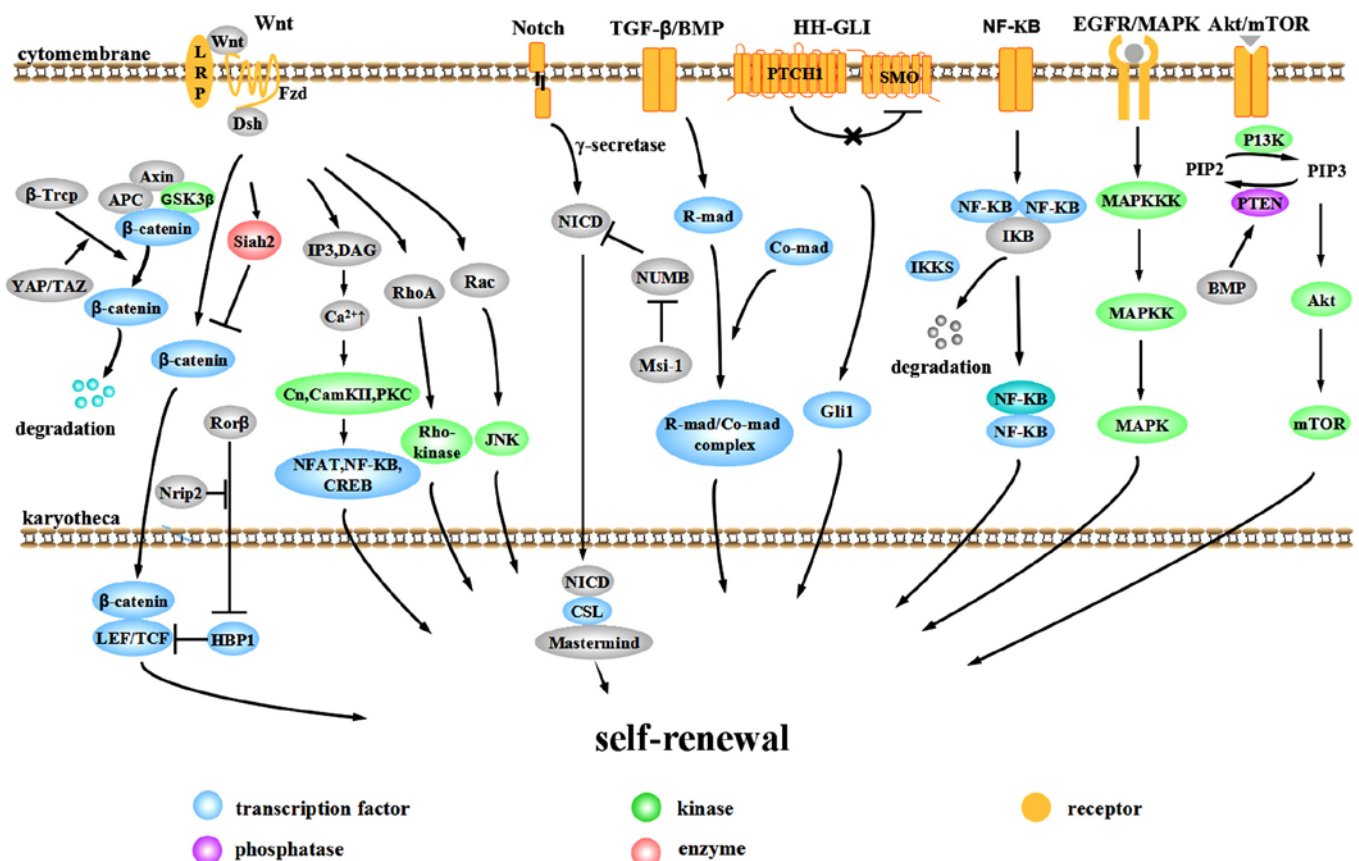 Wnt
Notch
TGF-β/BMP
HH-GLI
NF-KB
EGFR/MAPK
Akt/mTOR
cytomembrane
L
R
P
Wnt
Fzd
Dsh
PTCH1
SMO
γ-secretase
β-Trcp
Axin
APC
GSK3β
β-catenin
YAP/TAZ
β-catenin
degradation
Siah2
β-catenin
IP3,DAG
Ca²⁺↑
Cn,CamKII,PKC
NFAT,NF-KB,
CREB
RhoA
Rho-
kinase
Rac
JNK
NICD
NUMB
Msi-1
R-mad
Co-mad
R-mad/Co-mad
complex
Gli1
NF-KB
NF-KB
IKB
IKKS
degradation
NF-KB
NF-KB
MAPKKK
MAPKK
MAPK
P13K
PIP2
PIP3
PTEN
BMP
Akt
mTOR
Rorβ
Nrip2
karyotheca
β-catenin
LEF/TCF
HBP1
NICD
CSL
Mastermind
self-renewal
transcription factor
kinase
receptor
phosphatase
enzyme